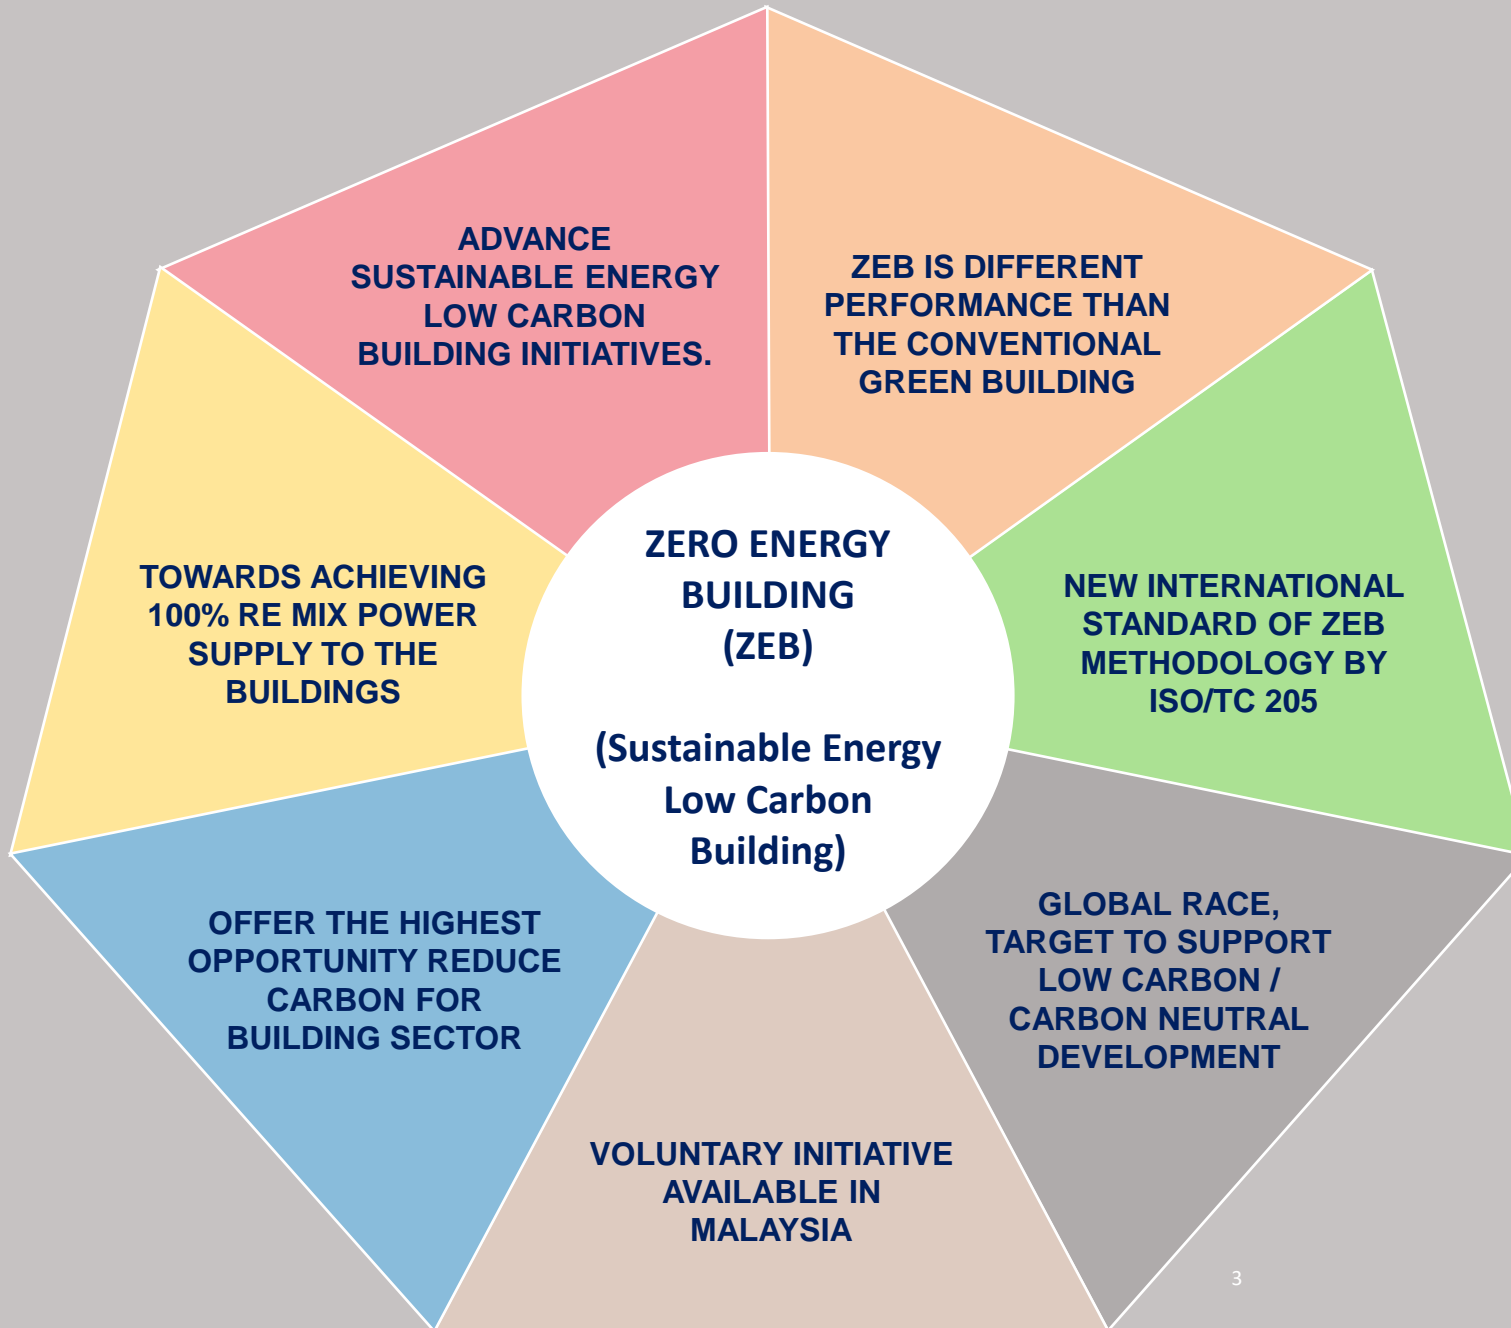 ADVANCE
SUSTAINABLE ENERGY
LOW CARBON
BUILDING INITIATIVES.
ZEB IS DIFFERENT
PERFORMANCE THAN
THE CONVENTIONAL
GREEN BUILDING
ZERO ENERGY
BUILDING
(ZEB)
(Sustainable Energy
Low Carbon
Building)
TOWARDS ACHIEVING
100% RE MIX POWER
SUPPLY TO THE
BUILDINGS
NEW INTERNATIONAL
STANDARD OF ZEB
METHODOLOGY BY
ISO/TC 205
OFFER THE HIGHEST
OPPORTUNITY REDUCE
CARBON FOR
BUILDING SECTOR
GLOBAL RACE,
TARGET TO SUPPORT
LOW CARBON /
CARBON NEUTRAL
DEVELOPMENT
VOLUNTARY INITIATIVE
AVAILABLE IN
MALAYSIA
3